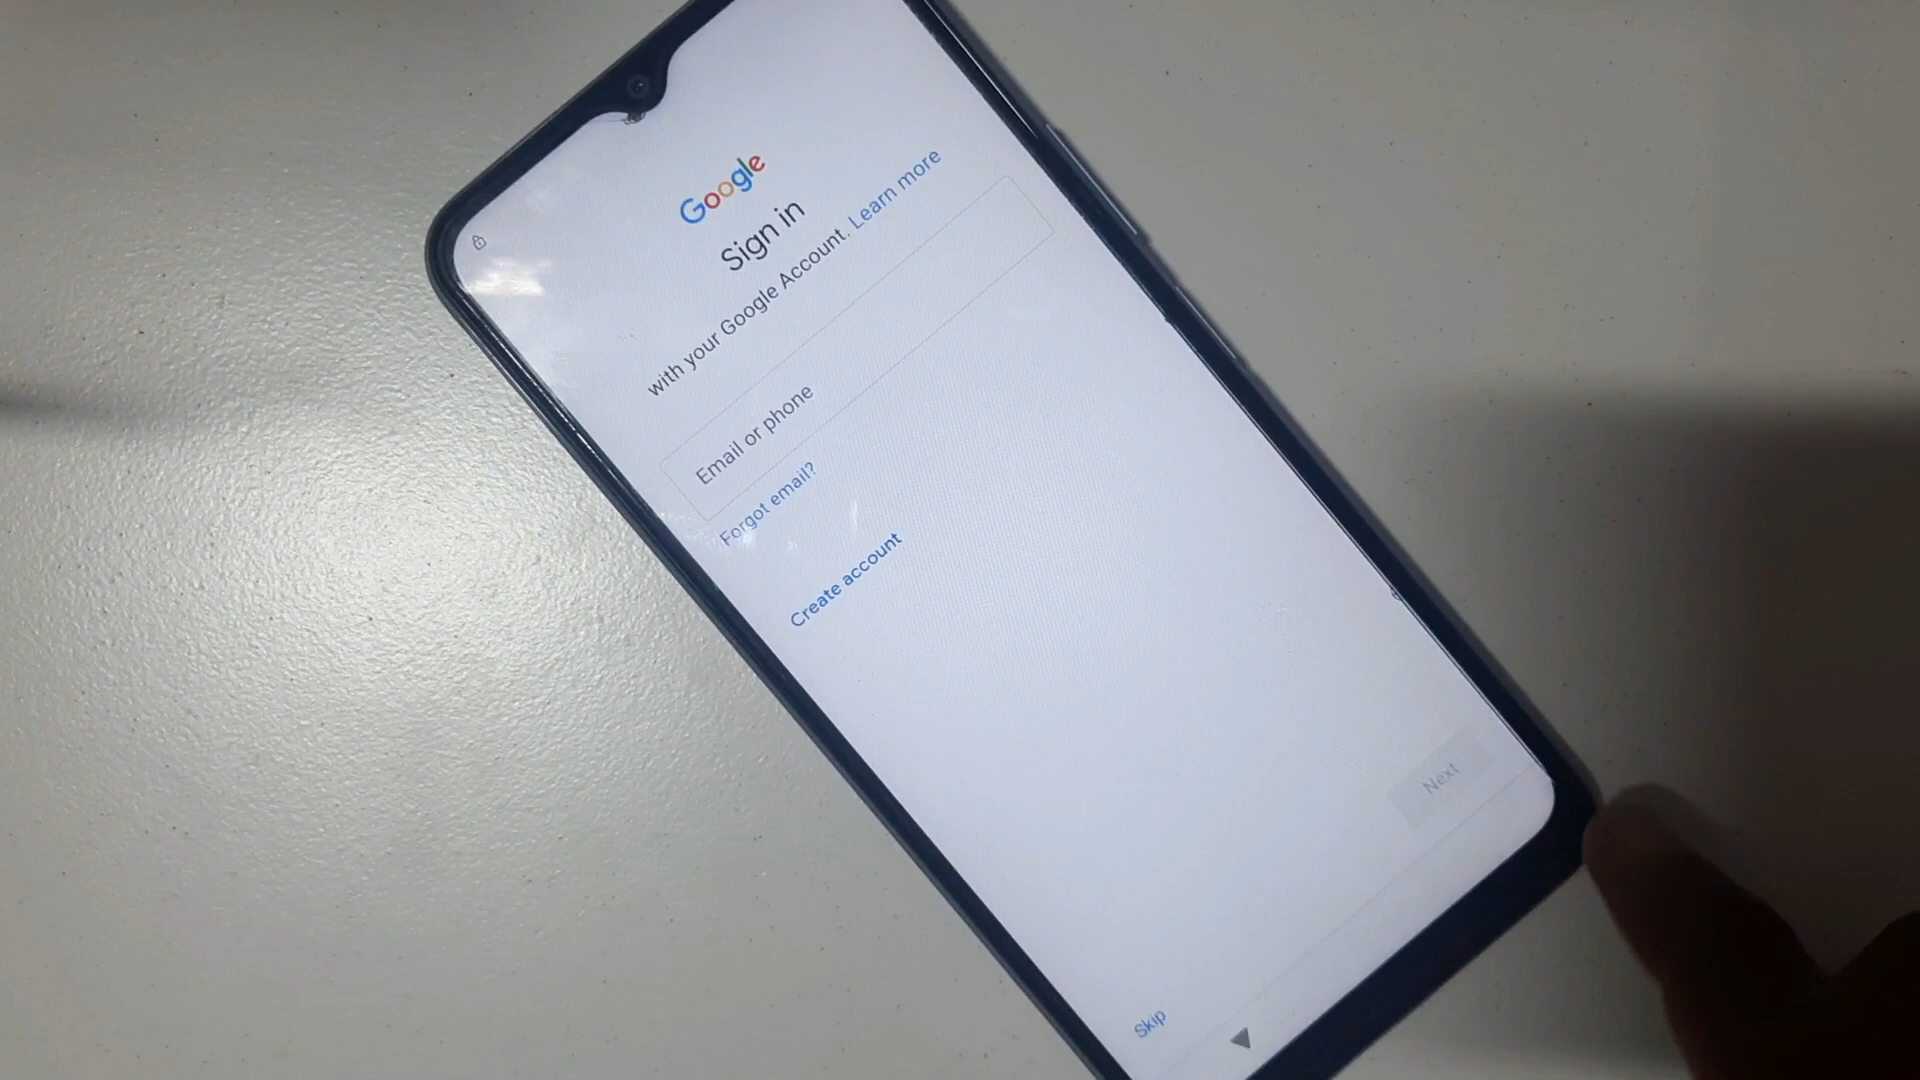 Google
Sign in
with your Google Account. Learn more
Email or phone
Forgot email?
Create account
Next
Skip